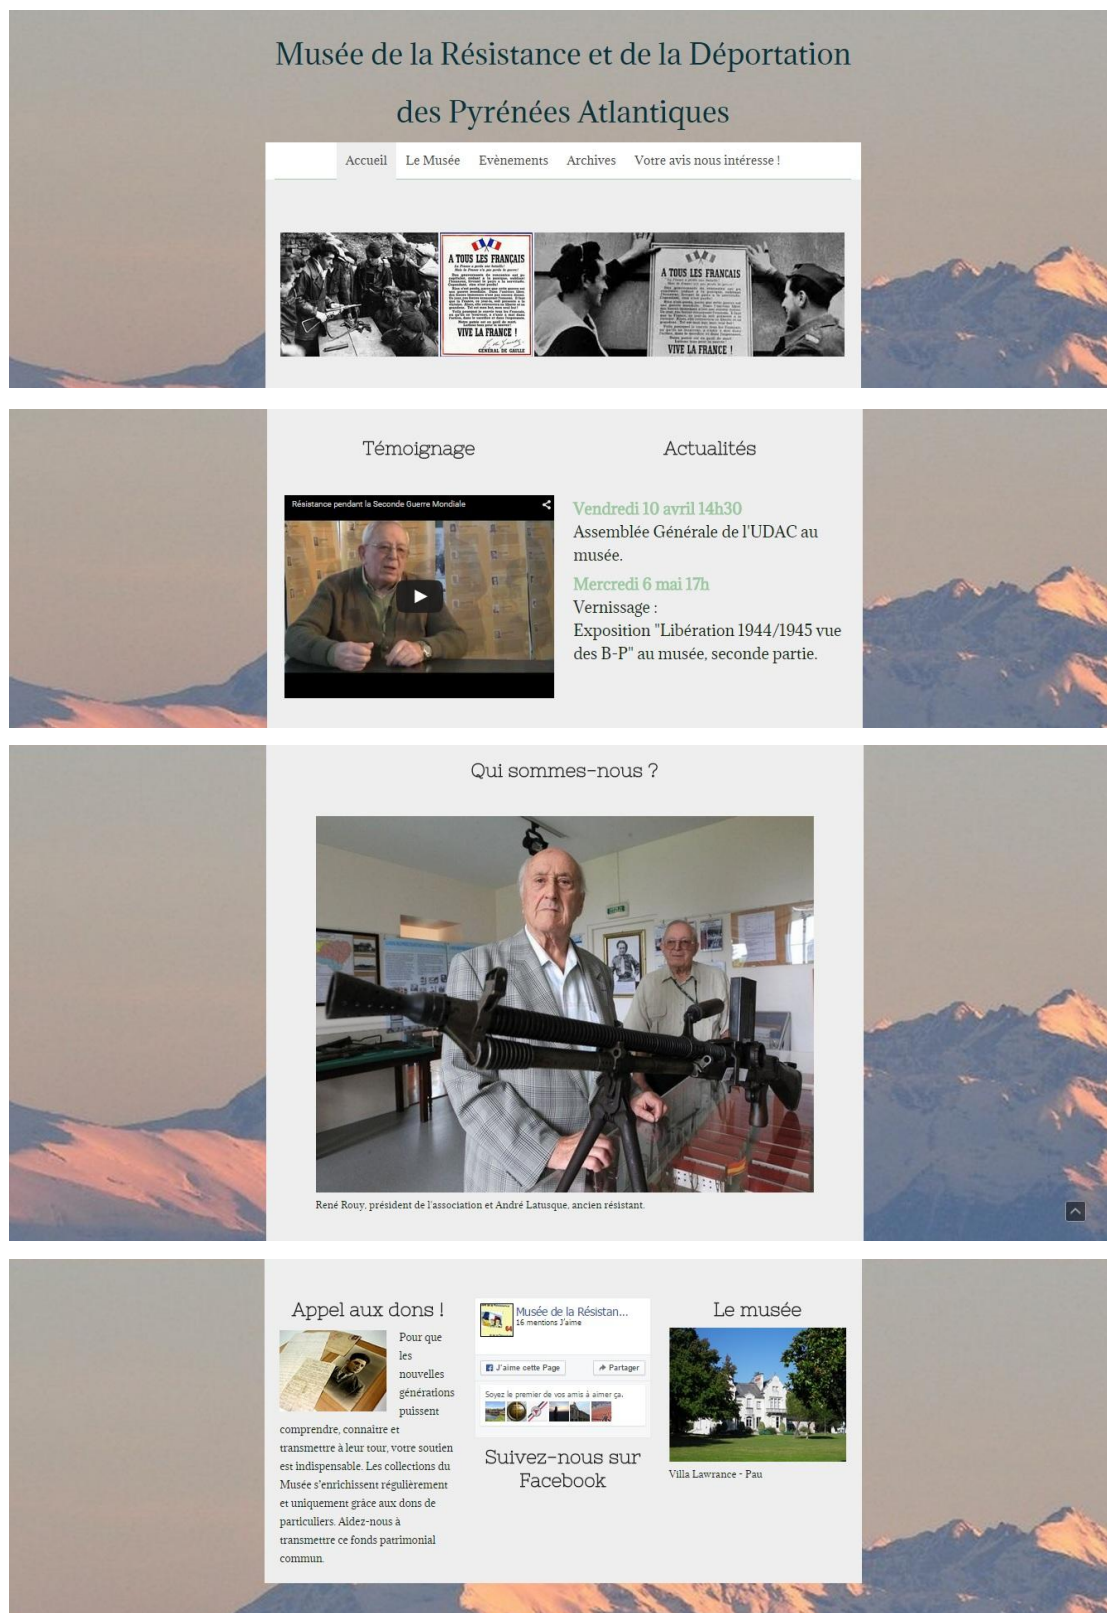 Musée de la Résistance et de la Déportation
des Pyrénées Atlantiques
Accueil Le Musée Evènements Archives Votre avis nous intéresse !
A TOUS LES FRANÇAIS
VIVE LA FRANCE !
GÉNÉRAL DE GAULLE
A TOUS LES FRANÇAIS
VIVE LA FRANCE !
Témoignage
Résistance pendant la Seconde Guerre Mondiale
Actualités
Vendredi 10 avril 14h30
Assemblée Générale de l'UDAC au
musée.
Mercredi 6 mai 17h
Vernissage :
Exposition "Libération 1944/1945 vue
des B-P" au musée, seconde partie.
Qui sommes-nous ?
René Rouy, président de l'association et André Latusque, ancien résistant.
Appel aux dons !
Pour que
les
nouvelles
générations
puissent
comprendre, connaitre et
transmettre à leur tour, votre soutien
est indispensable. Les collections du
Musée s'enrichissent régulièrement
et uniquement grâce aux dons de
particuliers. Aidez-nous à
transmettre ce fonds patrimonial
commun.
Musée de la Résistan...
16 mentions J'aime
J'aime cette Page
Partager
Soyez le premier de vos amis à aimer ça.
Suivez-nous sur
Facebook
Le musée
Villa Lawrance - Pau